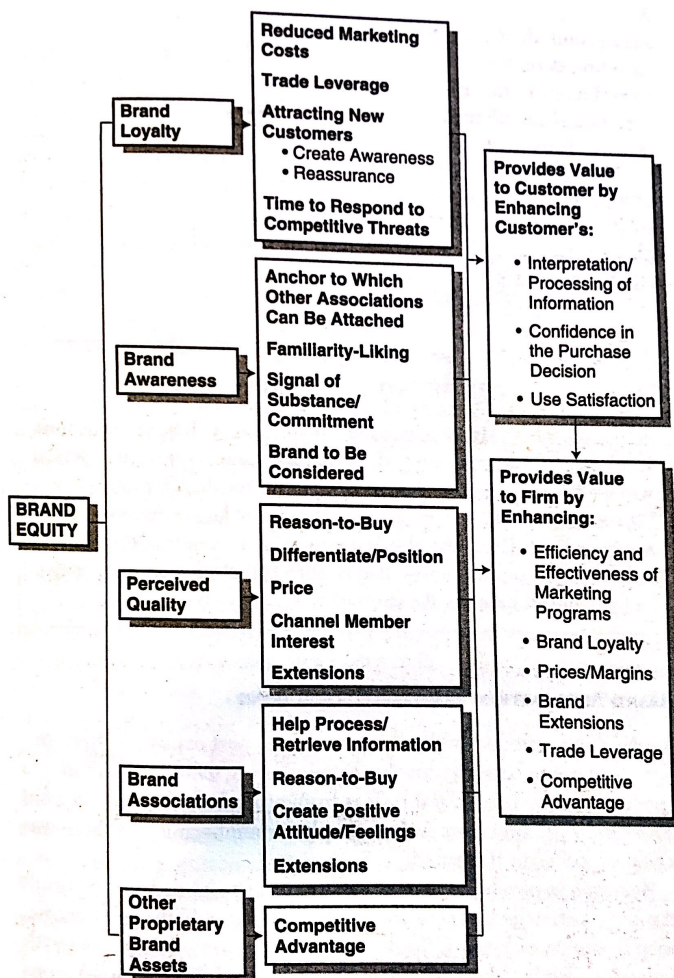 BRAND
EQUITY
Brand
Loyalty
Reduced Marketing
Costs
Trade Leverage
Attracting New
Customers
• Create Awareness
• Reassurance
Time to Respond to
Competitive Threats
Brand
Awareness
Anchor to Which
Other Associations
Can Be Attached
Familiarity-Liking
Signal of
Substance/
Commitment
Brand to Be
Considered
Perceived
Quality
Reason-to-Buy
Differentiate/Position
Price
Channel Member
Interest
Extensions
Brand
Associations
Help Process/
Retrieve Information
Reason-to-Buy
Create Positive
Attitude/Feelings
Extensions
Other
Proprietary
Brand
Assets
Competitive
Advantage
Provides Value
to Customer by
Enhancing
Customer's:
• Interpretation/
Processing of
Information
• Confidence in
the Purchase
Decision
• Use Satisfaction
Provides Value
to Firm by
Enhancing:
• Efficiency and
Effectiveness of
Marketing
Programs
• Brand Loyalty
• Prices/Margins
• Brand
Extensions
• Trade Leverage
• Competitive
Advantage